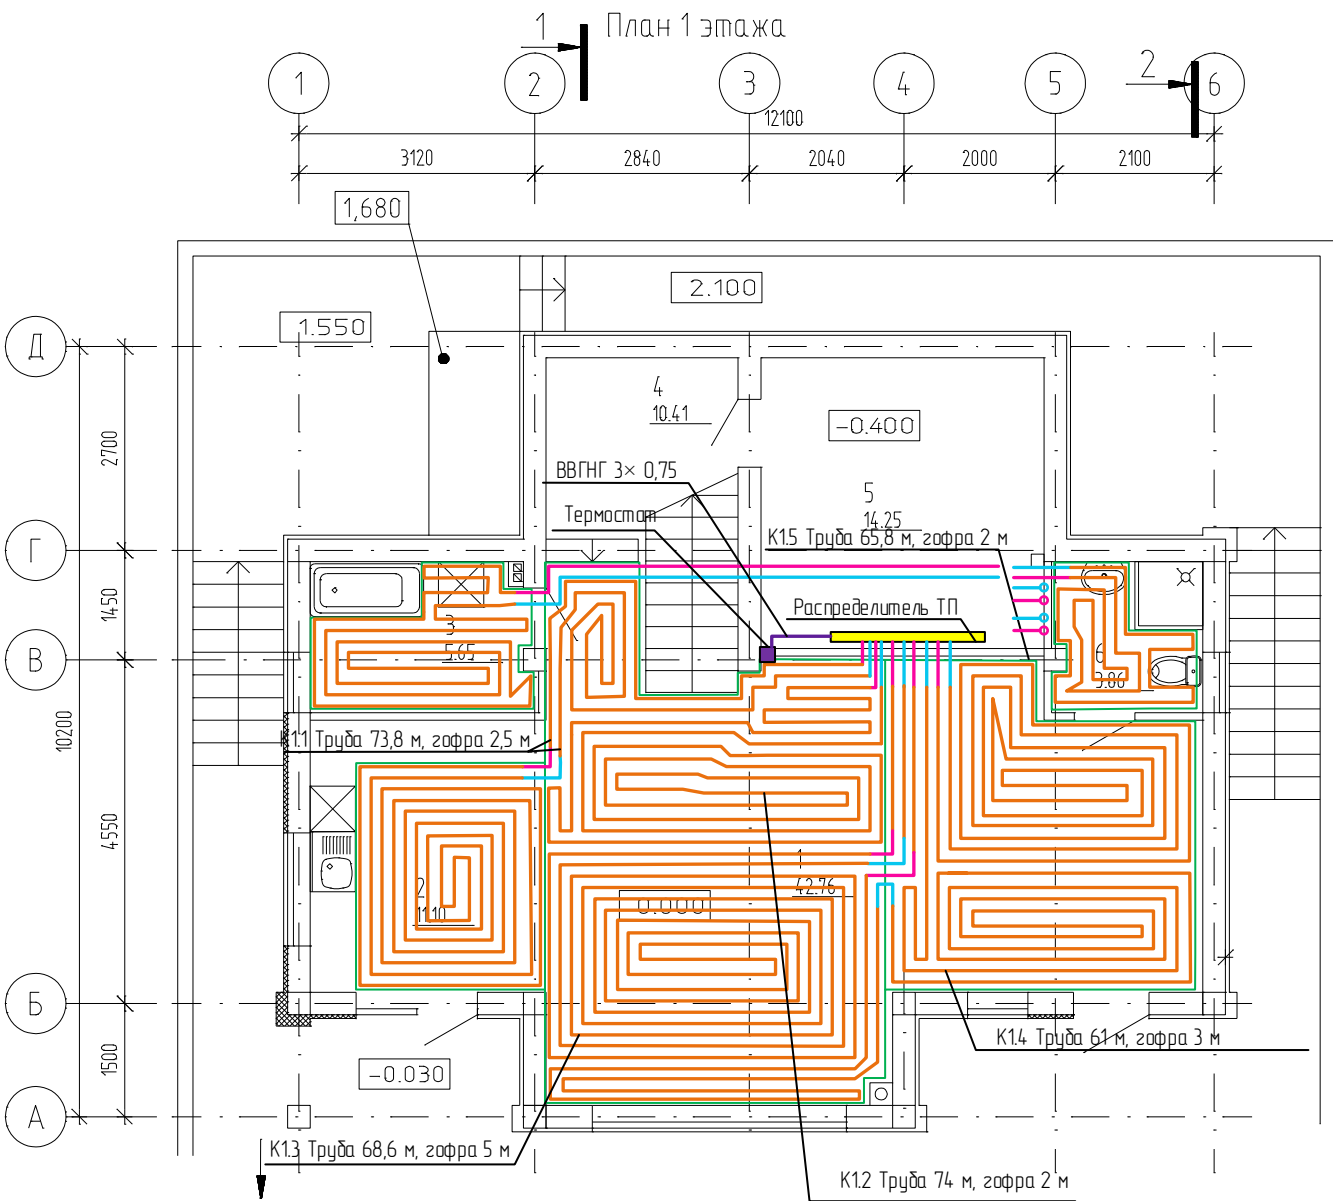 План 1 этажа
1
2
1
2
3
4
5
6
12100
3120
2840
2040
2000
2100
1,680
2.100
1.550
Д
4
10.41
-0.400
2700
ВВГНГ 3× 0,75
5
14.25
Термостат
К1.5 Труба 65,8 м, гофра 2 м
Г
1450
Распределитель ТП
3
5.65
6
3.86
В
10200
К1.1 Труба 73,8 м, гофра 2,5 м
4550
1
42.76
2
11.10
0.000
Б
К1.4 Труба 61 м, гофра 3 м
1500
-0.030
А
К1.3 Труба 68,6 м, гофра 5 м
К1.2 Труба 74 м, гофра 2 м